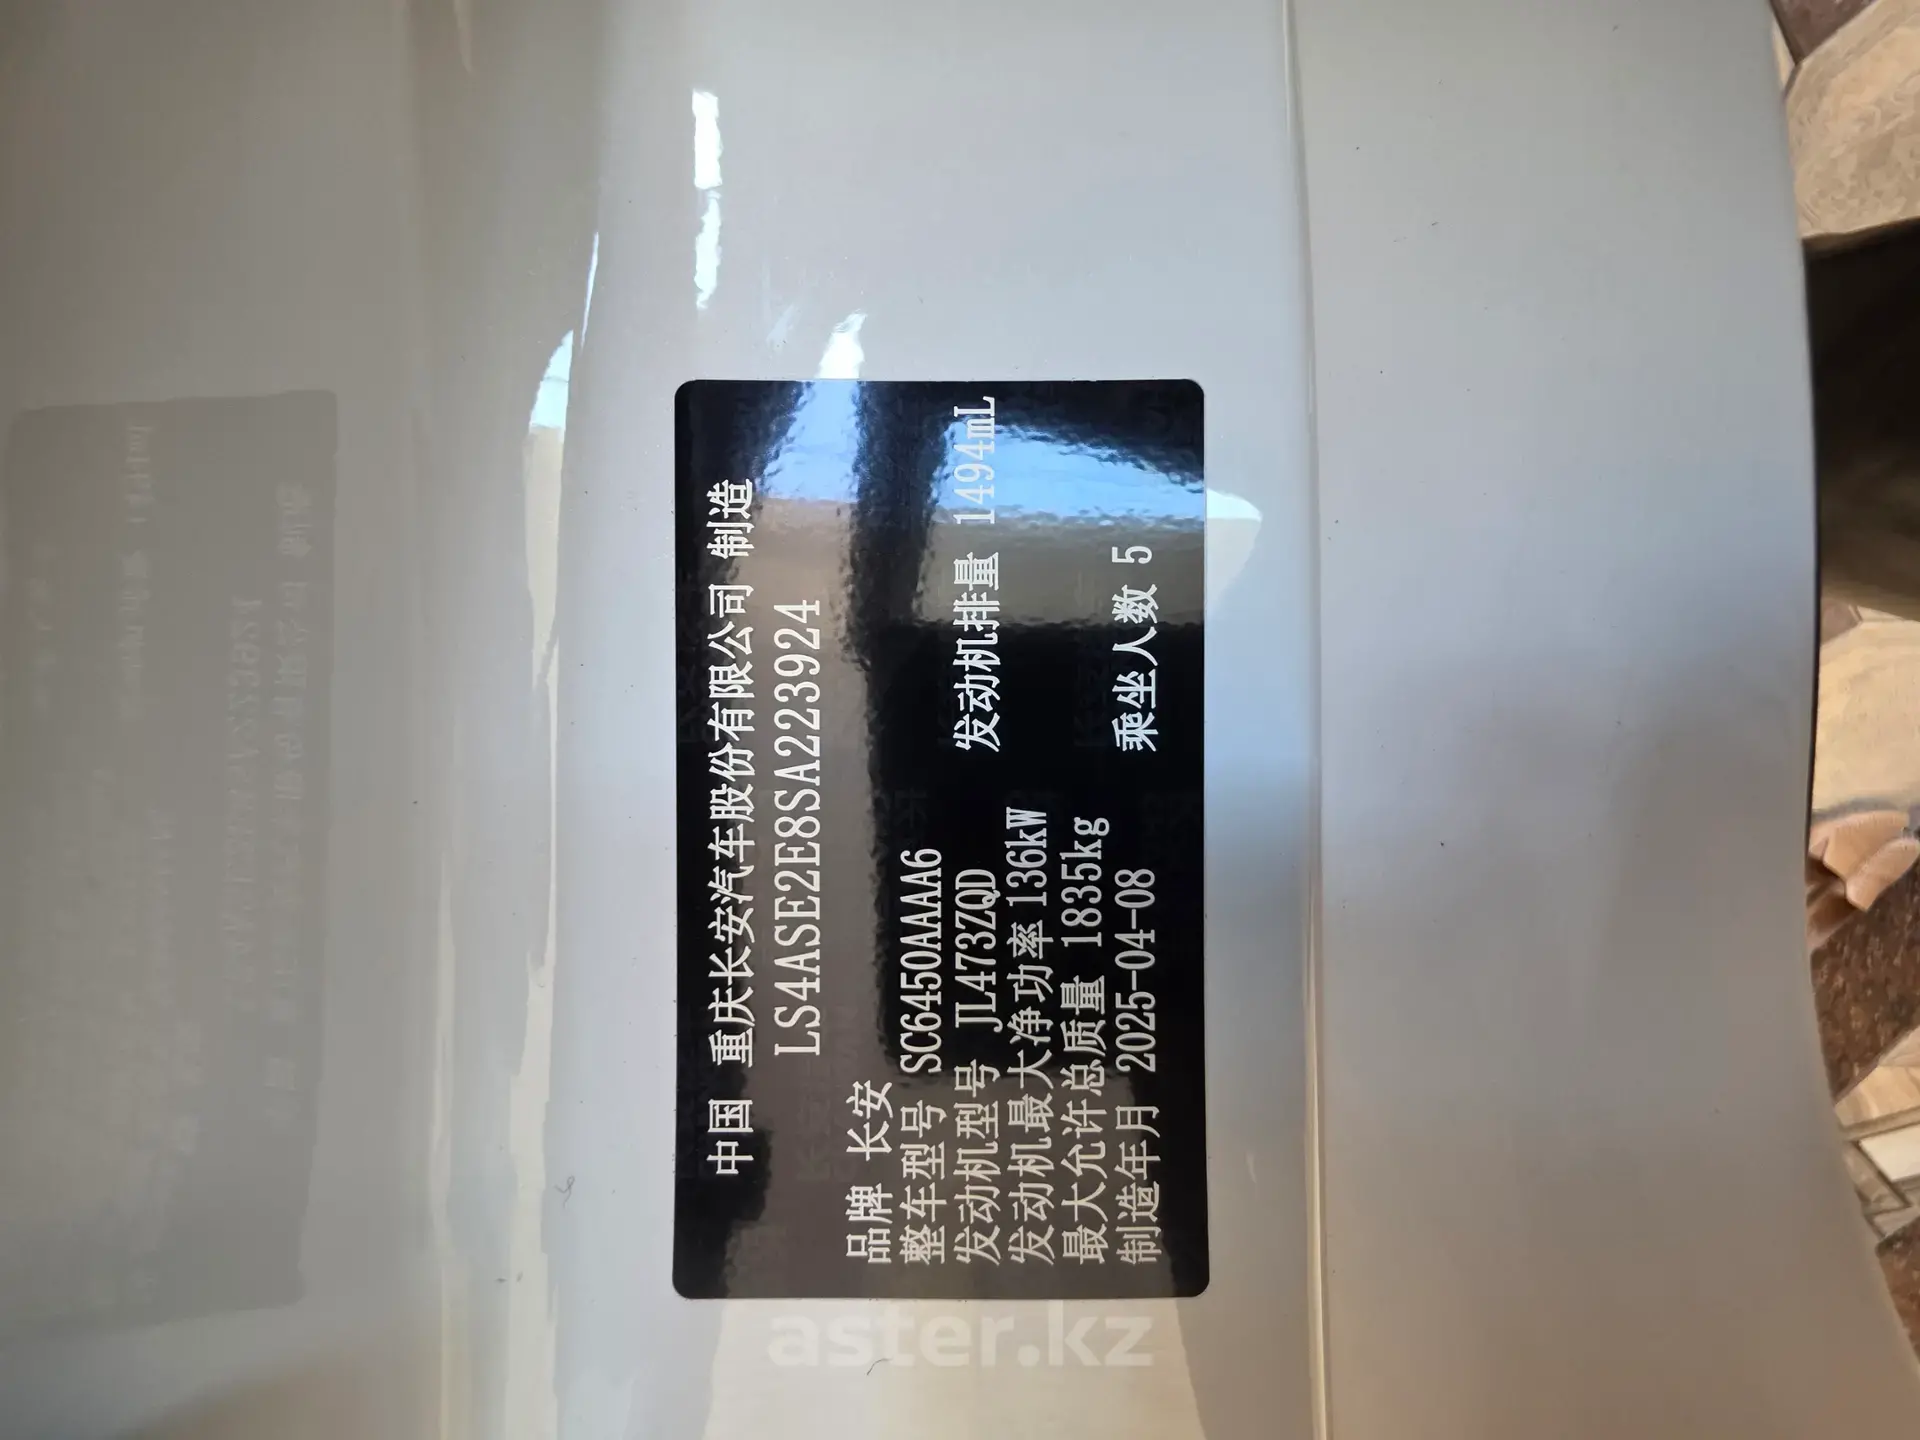 中国 重庆长安汽车股份有限公司 制造
LS4ASE2E8SA223924
品牌 长安
整车型号 SC6450AAAA6
发动机型号 JL473ZQD 发动机排量 1494mL
发动机最大净功率 136kW
最大允许总质量 1835kg
制造年月 2025-04-08 乘坐人数 5
aster.kz